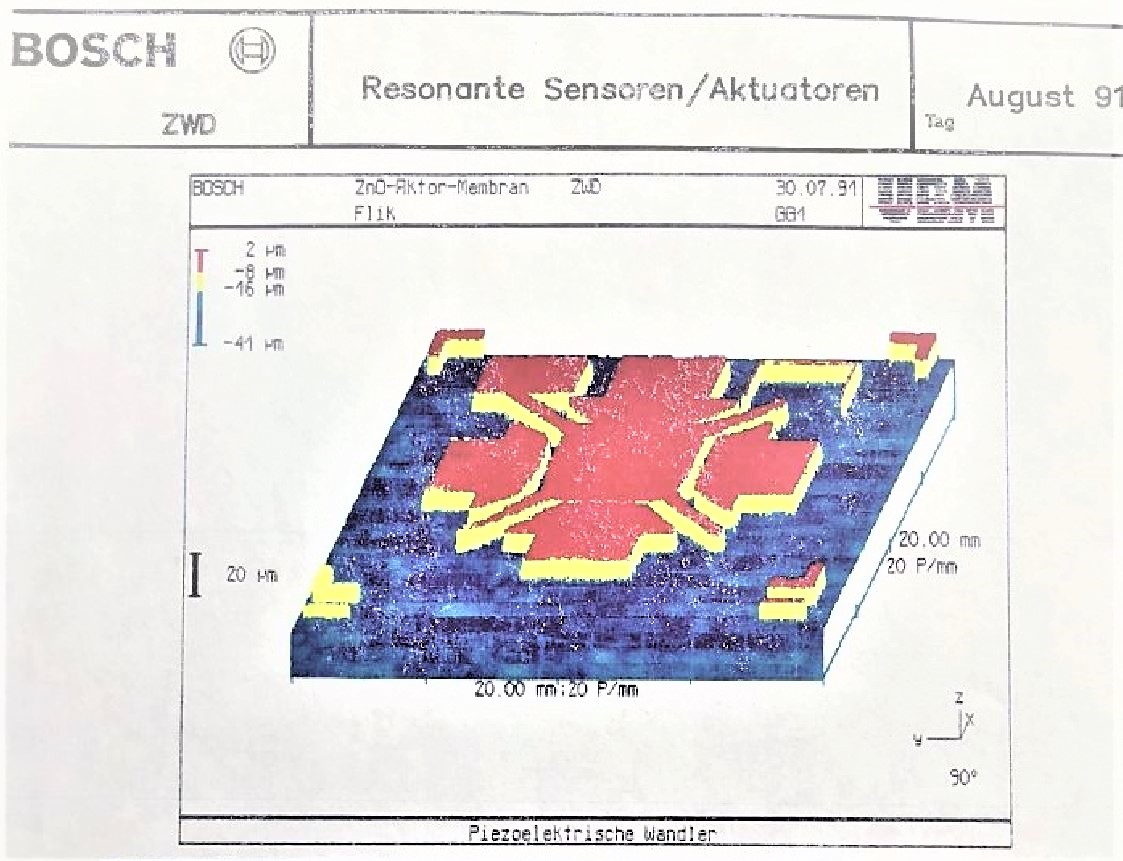 BOSCH
ZWD
Resonante Sensoren/Aktuatoren
August 91
Tag
BOSCH
ZnO-Aktor-Membran ZWD
30.07.91
Flik
GG1
UBM
2 µm
-8 µm
-16 µm
-41 µm
20 µm
20.00 mm
20 P/mm
20.00 mm;20 P/mm
z
x
y
90°
Piezoelektrische Wandler